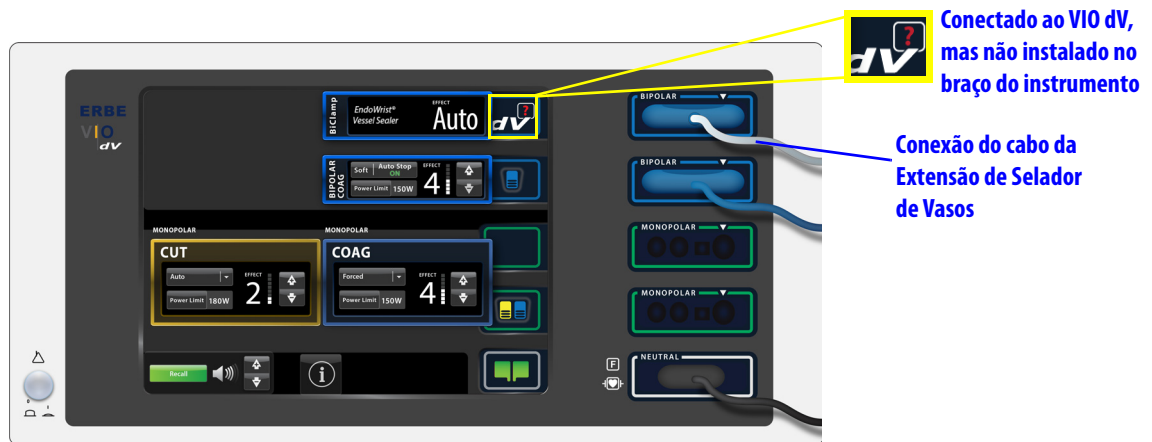 Conectado ao VIO dV,
mas não instalado no
braço do instrumento
Conexão do cabo da
Extensão de Selador
de Vasos
ERBE
VIO
dV
BiClamp
EndoWrist®
Vessel Sealer
EFFECT
Auto
dV
?
dV
?
BIPOLAR
COAG
Soft
Auto Stop
ON
Power Limit 150W
EFFECT
4
MONOPOLAR
CUT
Auto
Power Limit 180W
EFFECT
2
MONOPOLAR
COAG
Forced
Power Limit 150W
EFFECT
4
Recall
i
BIPOLAR
BIPOLAR
MONOPOLAR
MONOPOLAR
NEUTRAL
F